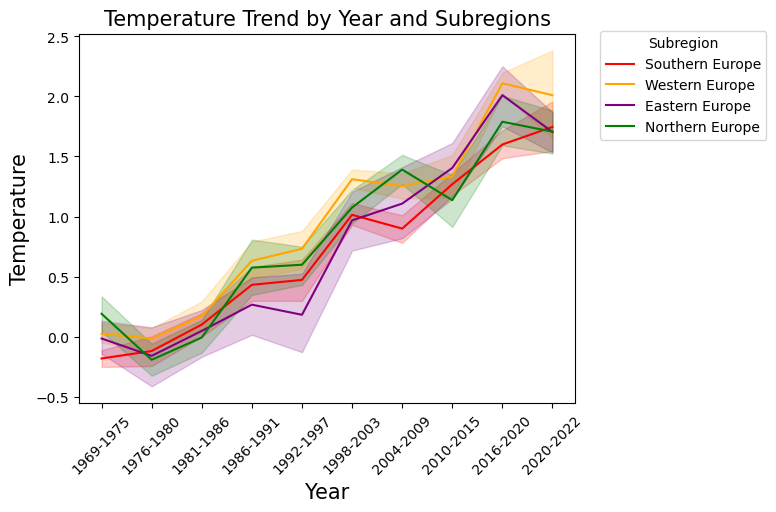 Temperature Trend by Year and Subregions
Subregion
Southern Europe
Western Europe
Eastern Europe
Northern Europe
Temperature
2.5
2.0
1.5
1.0
0.5
0.0
−0.5
1969-1975
1976-1980
1981-1986
1986-1991
1992-1997
1998-2003
2004-2009
2010-2015
2016-2020
2020-2022
Year